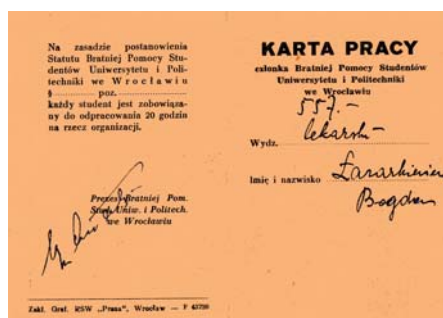 Na zasadzie postanowienia
Statutu Bratniej Pomocy Stu-
dentów Uniwersytetu i Poli-
techniki we Wrocławiu
§ poz.
każdy student jest zobowiąza-
ny do odpracowania 20 godzin
na rzecz organizacji.
Prezes Bratniej Pom.
Stud. Uniw. i Politech.
we Wrocławiu
Zakł. Graf. RSW „Prasa", Wrocław — F
KARTA PRACY
członka Bratniej Pomocy Studentów
Uniwersytetu i Politechniki
we Wrocławiu
557.-
Wydz. lekarski
Imię i nazwisko
Bogdan